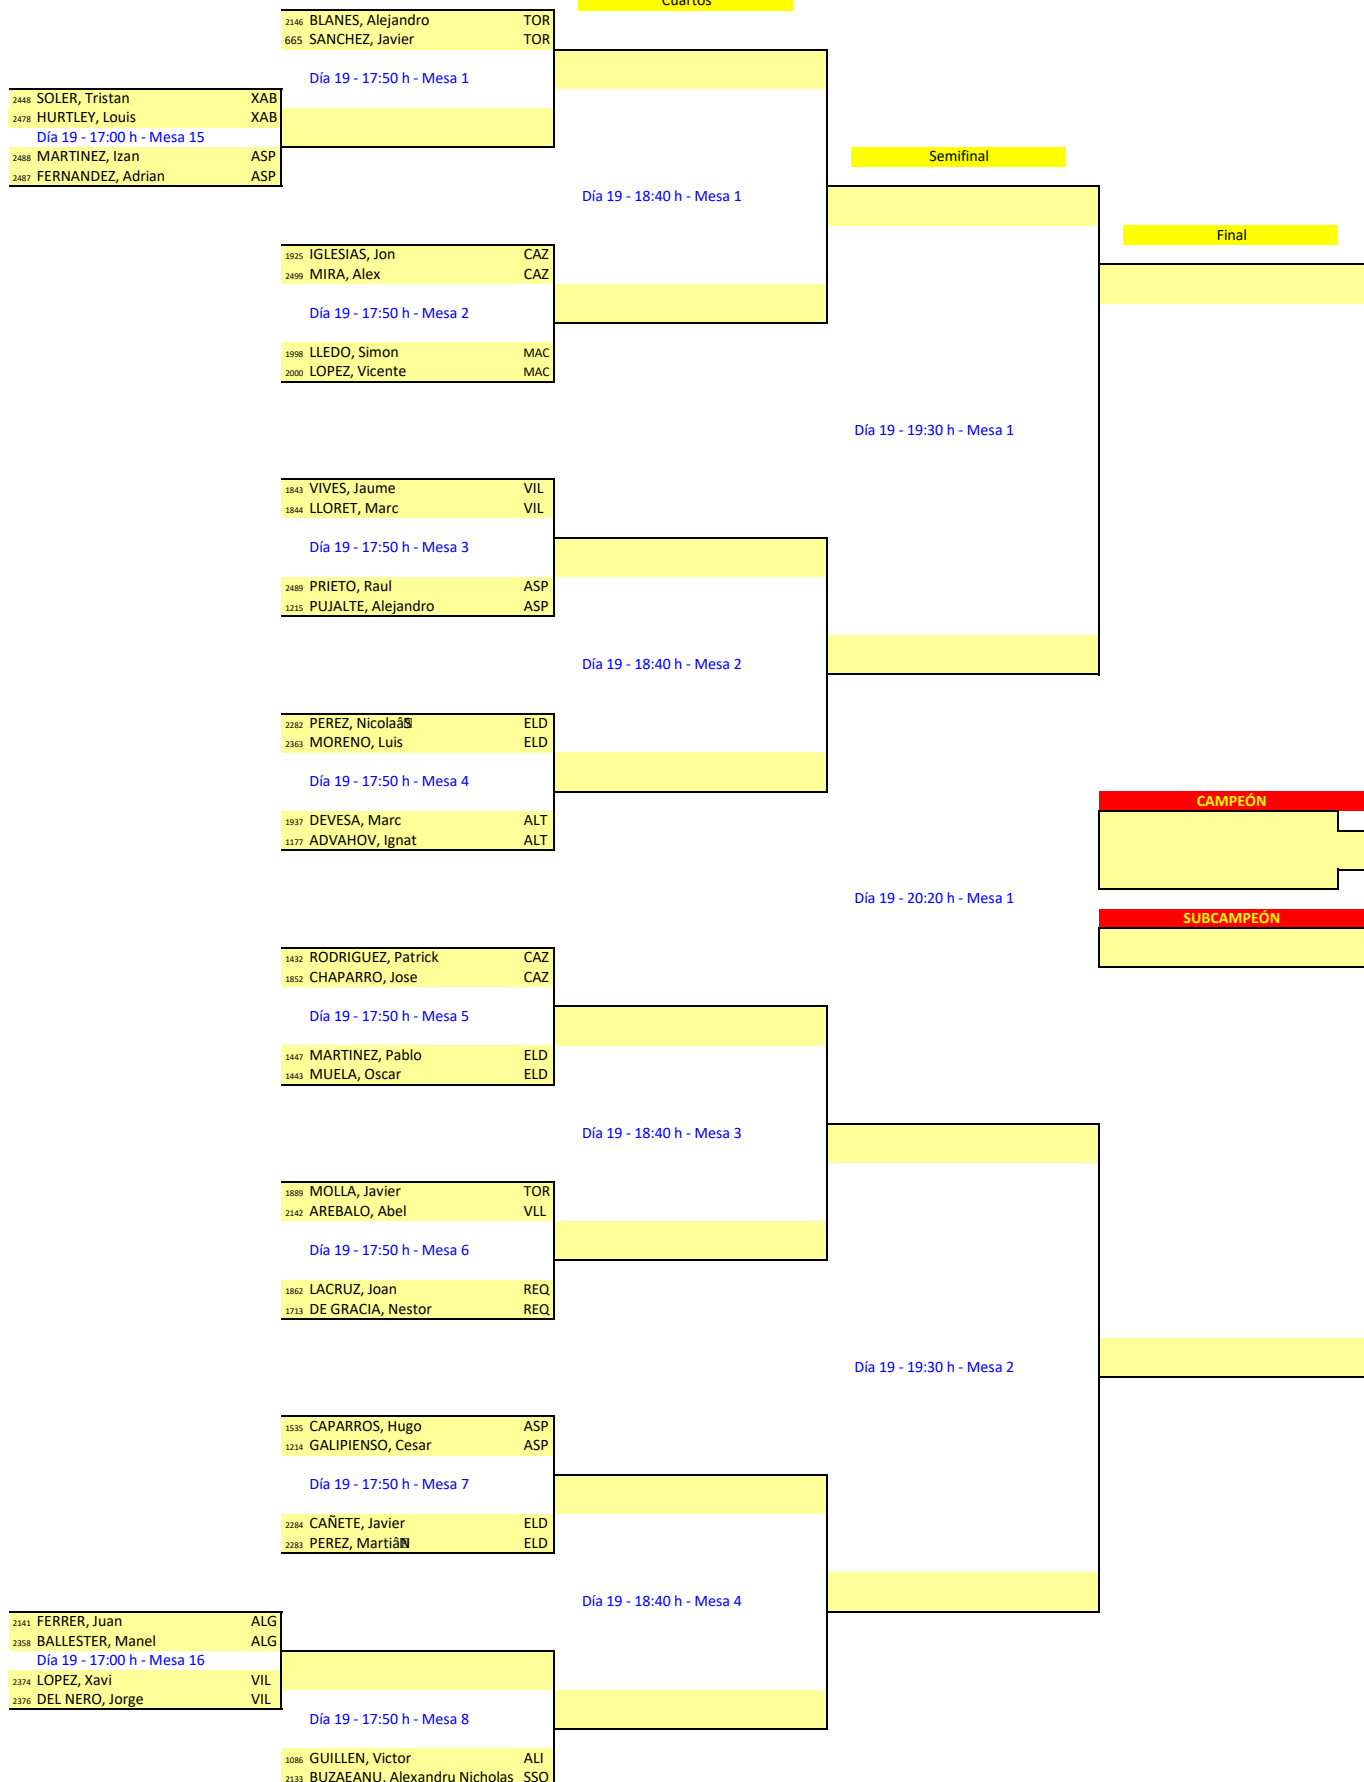 Cuartos
2146 BLANES, Alejandro TOR
665 SANCHEZ, Javier TOR
Día 19 - 17:50 h - Mesa 1
2448 SOLER, Tristan XAB
2478 HURTLEY, Louis XAB
Día 19 - 17:00 h - Mesa 15
2488 MARTINEZ, Izan ASP
2487 FERNANDEZ, Adrian ASP
Semifinal
Día 19 - 18:40 h - Mesa 1
Final
1925 IGLESIAS, Jon CAZ
2499 MIRA, Alex CAZ
Día 19 - 17:50 h - Mesa 2
1998 LLEDO, Simon MAC
2000 LOPEZ, Vicente MAC
Día 19 - 19:30 h - Mesa 1
1843 VIVES, Jaume VIL
1844 LLORET, Marc VIL
Día 19 - 17:50 h - Mesa 3
2489 PRIETO, Raul ASP
1215 PUJALTE, Alejandro ASP
Día 19 - 18:40 h - Mesa 2
2282 PEREZ, ELD
2363 MORENO, Luis ELD
Día 19 - 17:50 h - Mesa 4
CAMPEÓN
1937 DEVESA, Marc ALT
1177 ADVAHOV, Ignat ALT
Día 19 - 20:20 h - Mesa 1
SUBCAMPEÓN
1432 RODRIGUEZ, Patrick CAZ
1852 CHAPARRO, Jose CAZ
Día 19 - 17:50 h - Mesa 5
1447 MARTINEZ, Pablo ELD
1443 MUELA, Oscar ELD
Día 19 - 18:40 h - Mesa 3
1889 MOLLA, Javier TOR
2142 AREBALO, Abel VLL
Día 19 - 17:50 h - Mesa 6
1862 LACRUZ, Joan REQ
1713 DE GRACIA, Nestor REQ
Día 19 - 19:30 h - Mesa 2
1535 CAPARROS, Hugo ASP
1214 GALIPIENSO, Cesar ASP
Día 19 - 17:50 h - Mesa 7
2284 CAÑETE, Javier ELD
2283 PEREZ, ELD
Día 19 - 18:40 h - Mesa 4
2141 FERRER, Juan ALG
2358 BALLESTER, Manel ALG
Día 19 - 17:00 h - Mesa 16
2374 LOPEZ, Xavi VIL
2376 DEL NERO, Jorge VIL
Día 19 - 17:50 h - Mesa 8
1086 GUILLEN, Victor ALI
2133 BUZAEANU, Alexandru Nicholas SSO